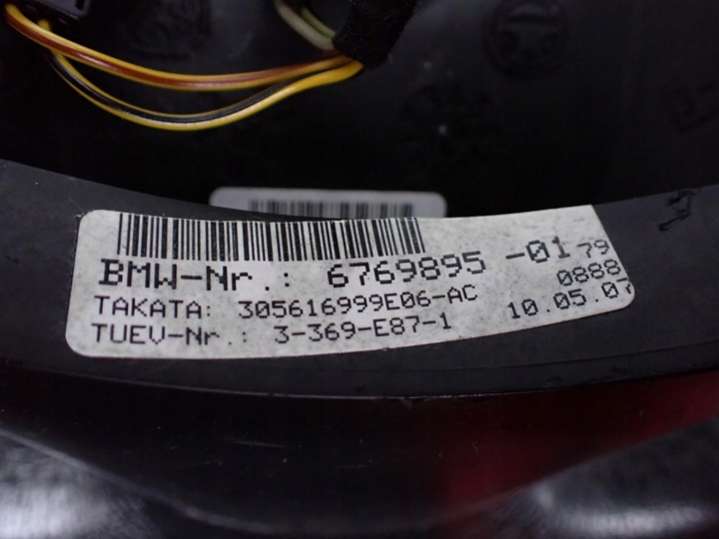 BMW-Nr.: 6769895 -01 79
TAKATA: 305616999E06-AC 0888
TUEV-Nr.: 3-369-E87-1 10.05.07